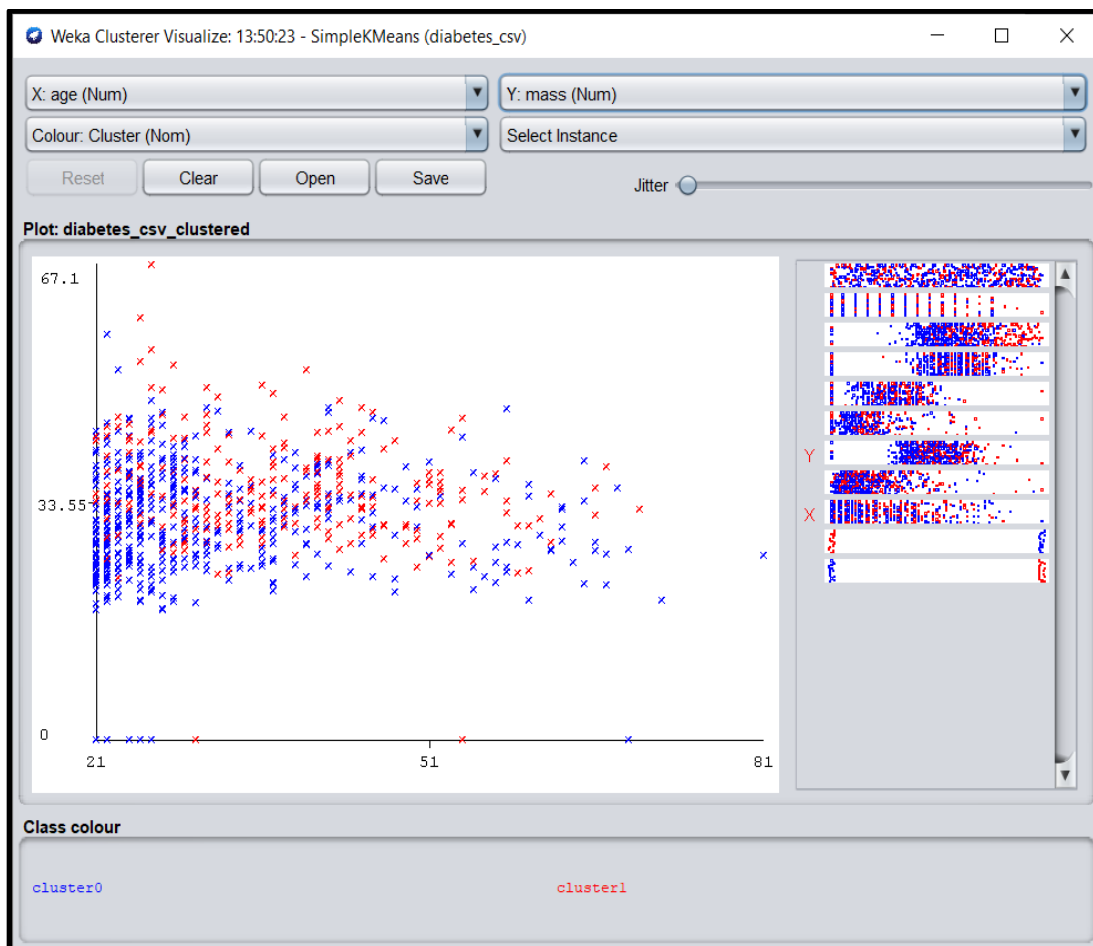 Weka Clusterer Visualize: 13:50:23 - SimpleKMeans (diabetes_csv)
X: age (Num) Y: mass (Num)
Colour: Cluster (Nom) Select Instance
Reset Clear Open Save Jitter
Plot: diabetes_csv_clustered
67.1
33.55
0
21 51 81
Y
X
Class colour
cluster0 cluster1